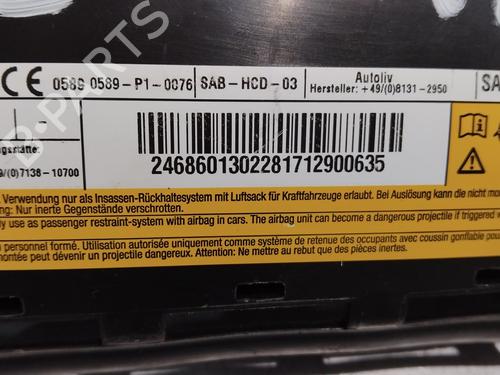 B-PARTS
CE 0589 0589-P1-0076 SAB-HCD-03 Autoliv SA
Hersteller: +49/(0)8131-2950
- -
9/(0)7138-10700
2468601302281712900635
Verwendung nur als Insassen-Rückhaltesystem mit Luftsack für Kraftfahrzeuge erlaubt. Bei Auslösung kann die
ung: Nur inerte Gegenstände verschrotten.
y use as passenger restraint-system with airbag in cars. The airbag unit can become a dangerous projectile if triggered
personnel formé. Utilisation autorisée uniquement comme système de retenue des occupants avec coussin gonflable
montée peut devenir un projectile dangereux. Attention: Ne mettre au rebut que des pièces inertes.